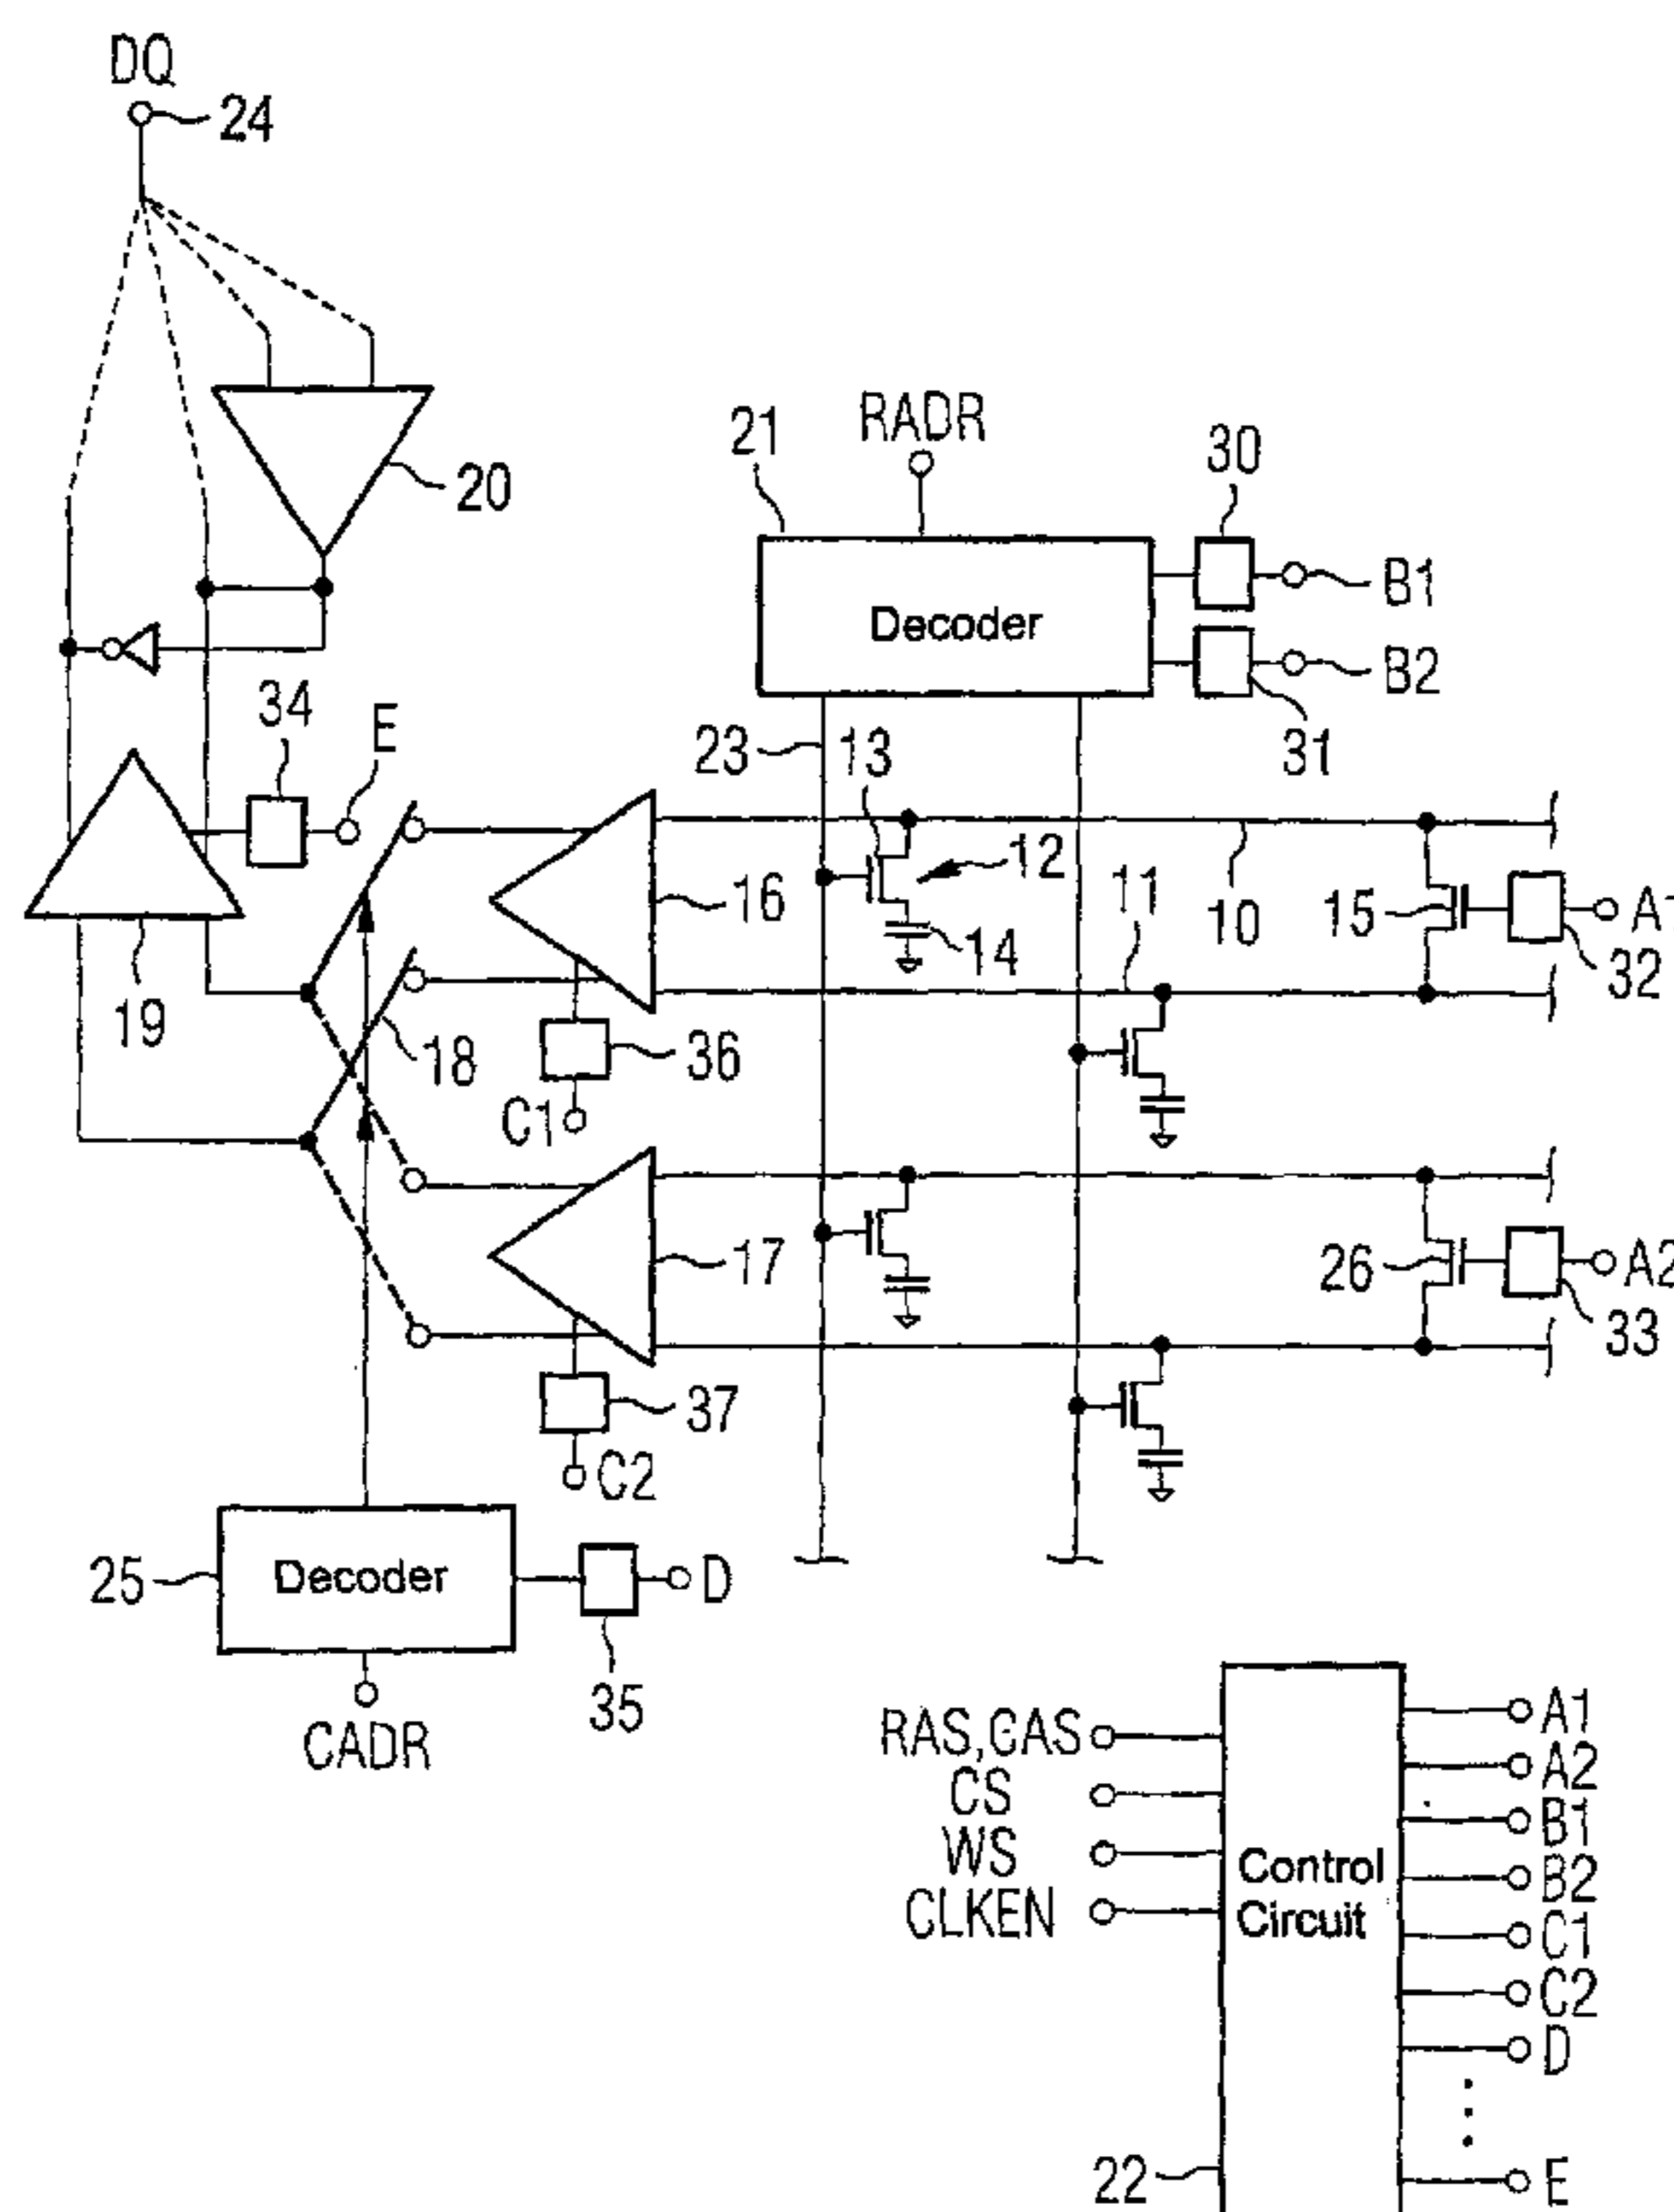 DQ
24
20
21
RADR
30
B1
Decoder
B2
31
34
E
23
13
12
11
10
16
14
15
A1
32
19
18
36
C1
17
26
A2
33
37
C2
25
Decoder
D
35
CADR
RAS,CAS
CS
WS
CLKEN
Control
Circuit
22
A1
A2
B1
B2
C1
C2
D
E